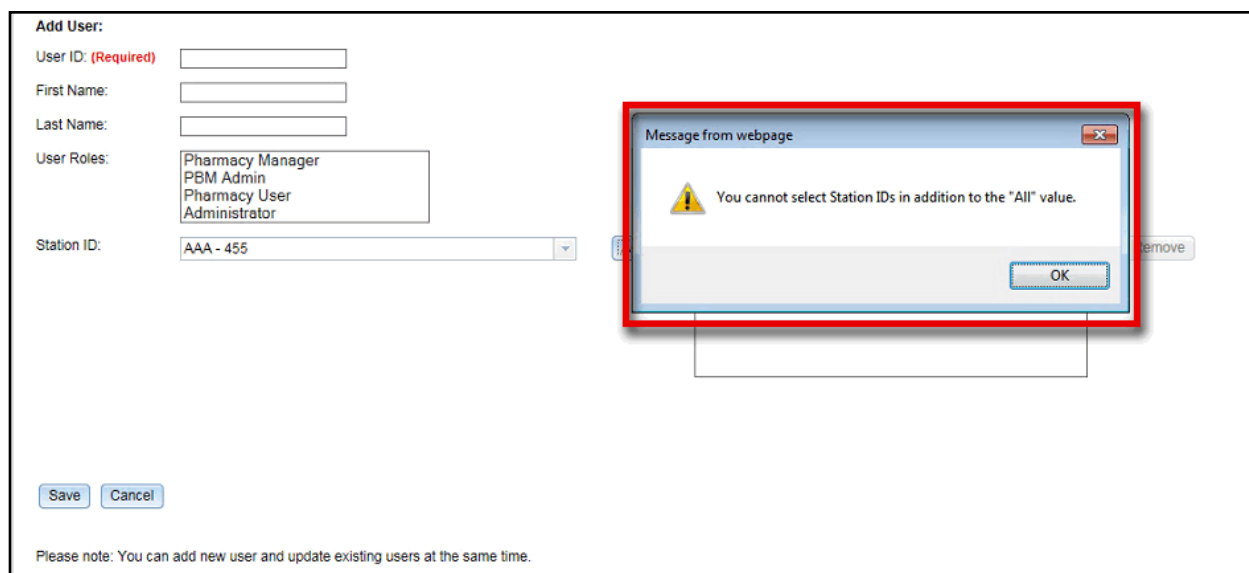 Add User:
User ID: (Required)
First Name:
Last Name:
User Roles:
Pharmacy Manager
PBM Admin
Pharmacy User
Administrator
Station ID:
AAA - 455
Message from webpage
You cannot select Station IDs in addition to the "All" value.
OK
Save
Cancel
Please note: You can add new user and update existing users at the same time.